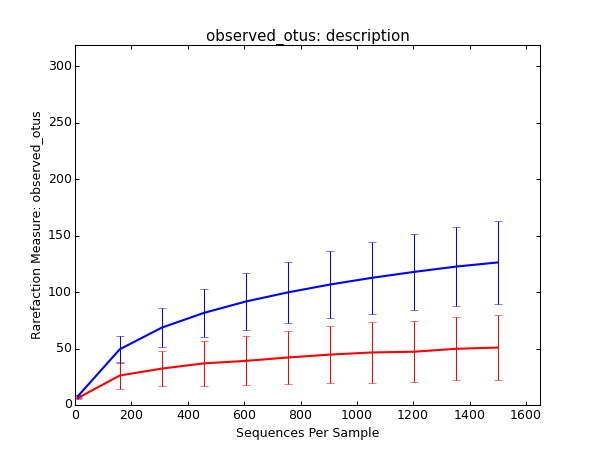 observed_otus: description
Rarefaction Measure: observed_otus
300
250
200
150
100
50
0
0 200 400 600 800 1000 1200 1400 1600
Sequences Per Sample